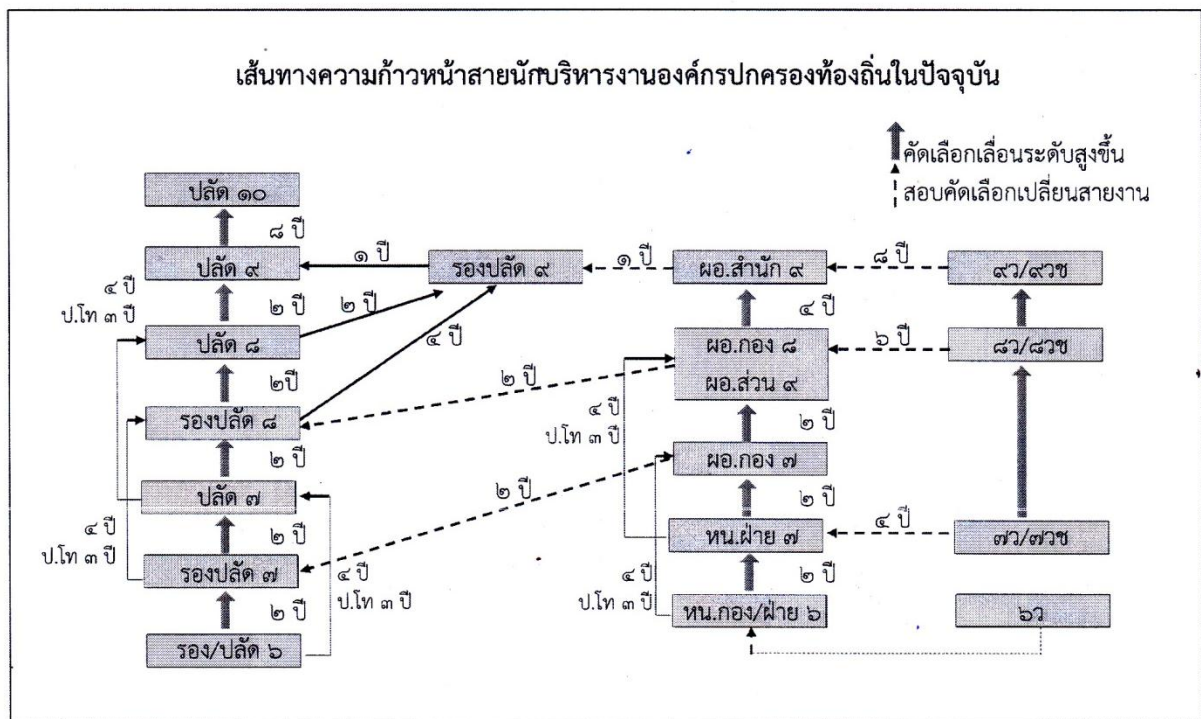 เส้นทางความก้าวหน้าสายนักบริหารงานองค์กรปกครองท้องถิ่นในปัจจุบัน
คัดเลือกเลื่อนระดับสูงขึ้น
สอบคัดเลือกเปลี่ยนสายงาน
ปลัด ๑๐
๘ ปี
ปลัด ๙
๑ ปี
รองปลัด ๙
๑ ปี
ผอ.สำนัก ๙
๘ ปี
๙ว/๙วช
๔ ปี
ป.โท ๓ ปี
๒ ปี
๒ ปี
๔ ปี
๔ ปี
ปลัด ๘
ผอ.กอง ๘
ผอ.ส่วน ๙
๖ ปี
๘ว/๘วช
๒ปี
๒ ปี
รองปลัด ๘
๔ ปี
ป.โท ๓ ปี
๒ ปี
๒ ปี
ผอ.กอง ๗
๒ ปี
ปลัด ๗
๒ ปี
๔ ปี
ป.โท ๓ ปี
๒ ปี
หน.ฝ่าย ๗
๔ ปี
๗ว/๗วช
รองปลัด ๗
๔ ปี
ป.โท ๓ ปี
๔ ปี
ป.โท ๓ ปี
๒ ปี
๒ ปี
หน.กอง/ฝ่าย ๖
๖ว
รอง/ปลัด ๖